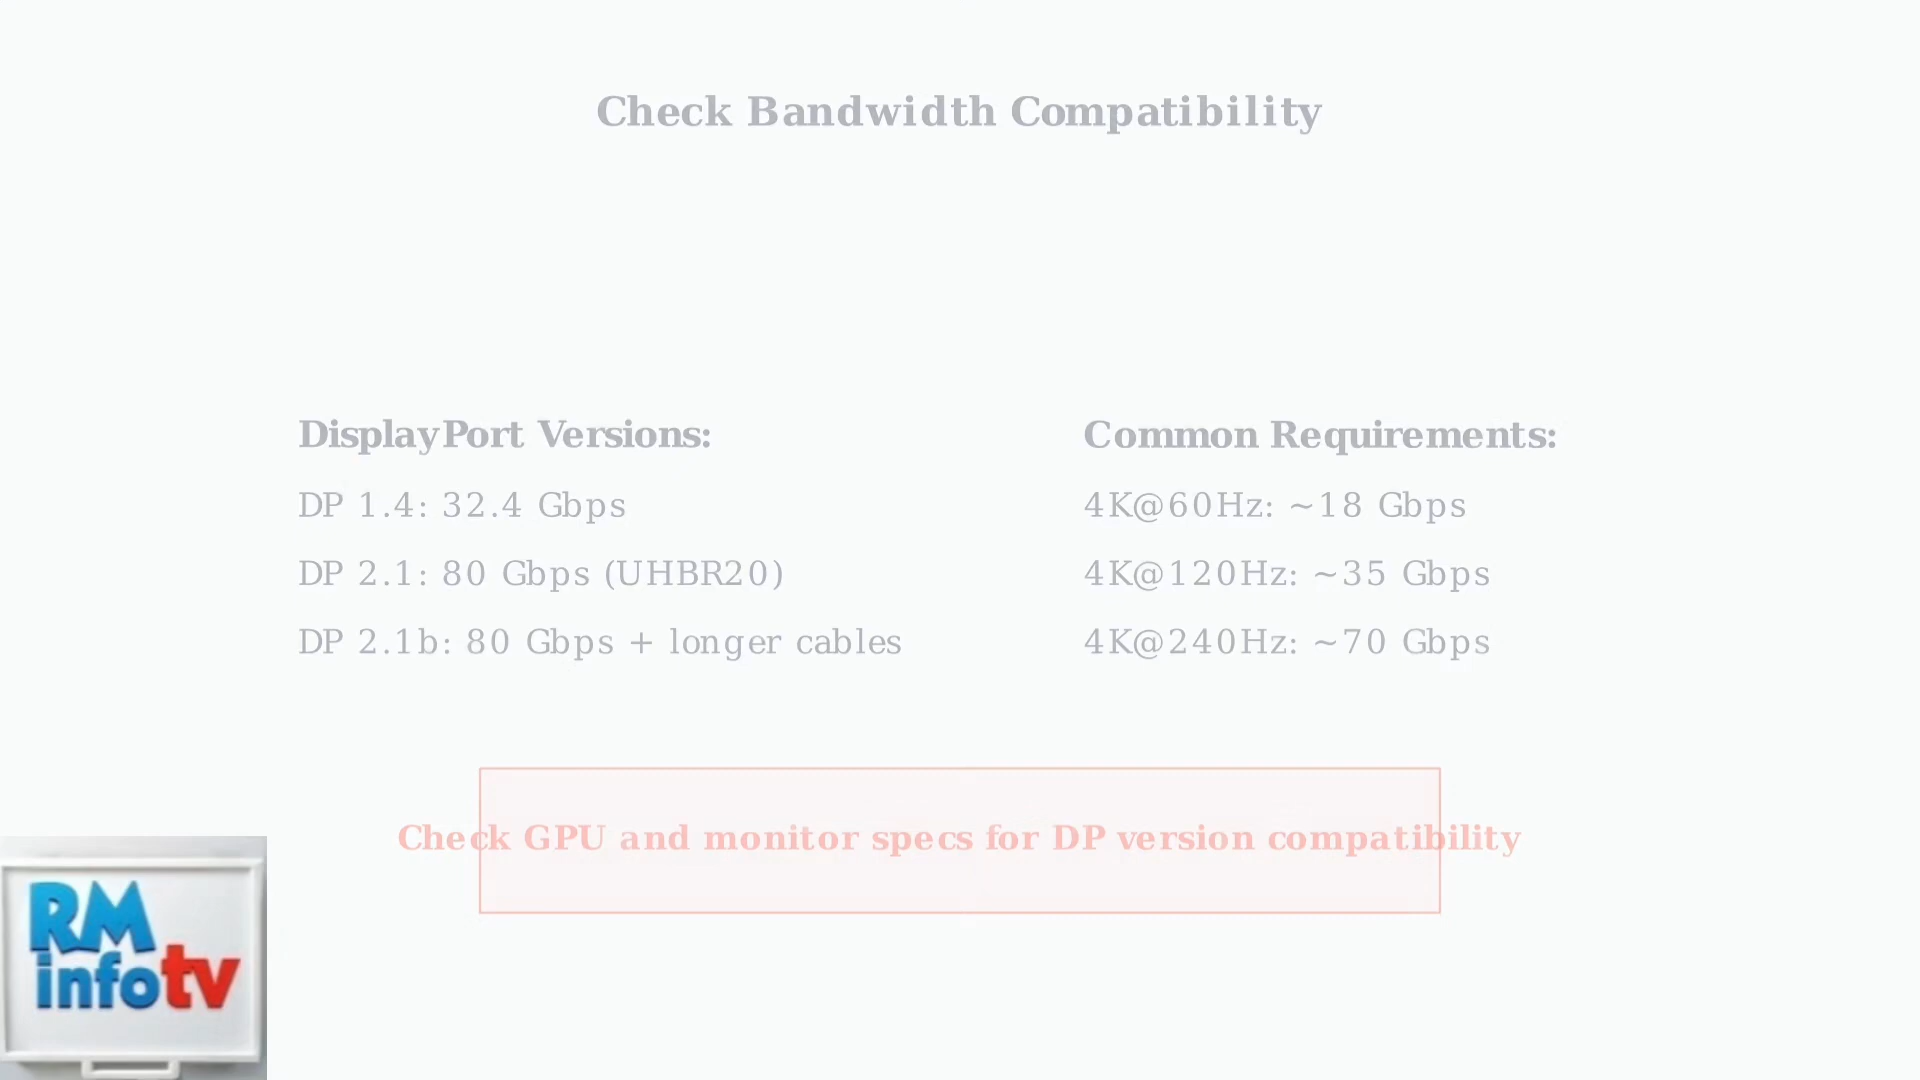 Check Bandwidth Compatibility
DisplayPort Versions:
DP 1.4: 32.4 Gbps
DP 2.1: 80 Gbps (UHBR20)
DP 2.1b: 80 Gbps + longer cables
Common Requirements:
4K@60Hz: ~18 Gbps
4K@120Hz: ~35 Gbps
4K@240Hz: ~70 Gbps
Check GPU and monitor specs for DP version compatibility
RM
infotv